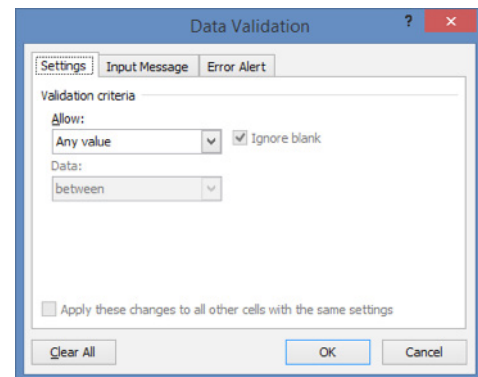 Data Validation
?
Settings Input Message Error Alert
Validation criteria
Allow:
Any value
Ignore blank
Data:
between
Apply these changes to all other cells with the same settings
Clear All OK Cancel